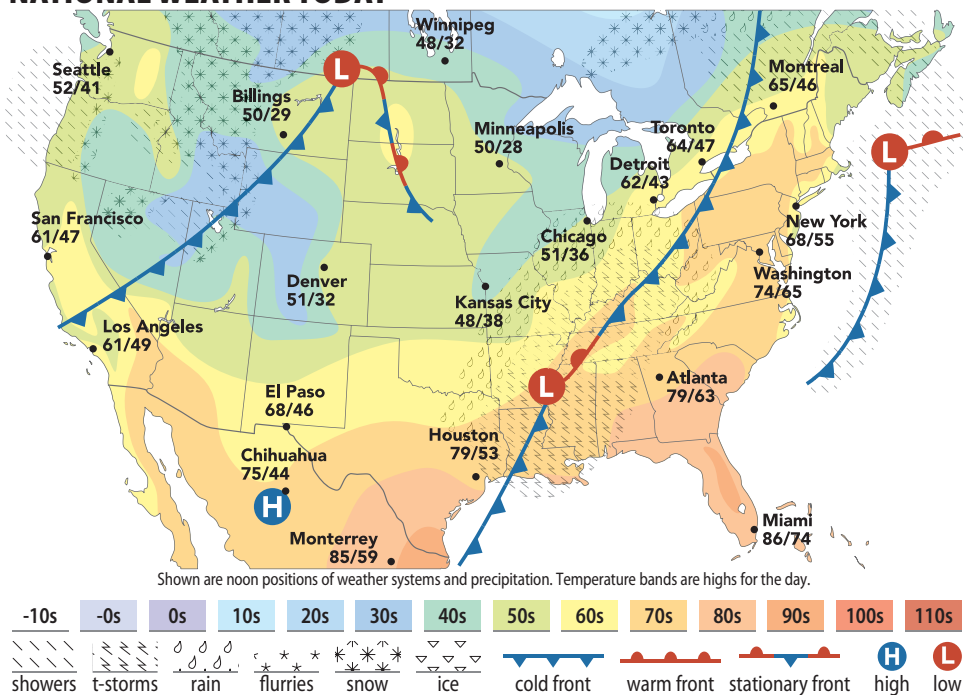 NATIONAL WEATHER TODAY
Winnipeg
48/32
Seattle
52/41
Montreal
65/46
L
Billings
50/29
Minneapolis
50/28
Toronto
64/47
L
Detroit
62/43
San Francisco
61/47
New York
68/55
Chicago
51/36
Washington
74/65
Denver
51/32
Kansas City
48/38
Los Angeles
61/49
El Paso
68/46
L
Atlanta
79/63
Houston
79/53
Chihuahua
75/44
H
Miami
86/74
Monterrey
85/59
Shown are noon positions of weather systems and precipitation. Temperature bands are highs for the day.
-10s -0s 0s 10s 20s 30s 40s 50s 60s 70s 80s 90s 100s 110s
H L
showers t-storms rain flurries snow ice cold front warm front stationary front high low